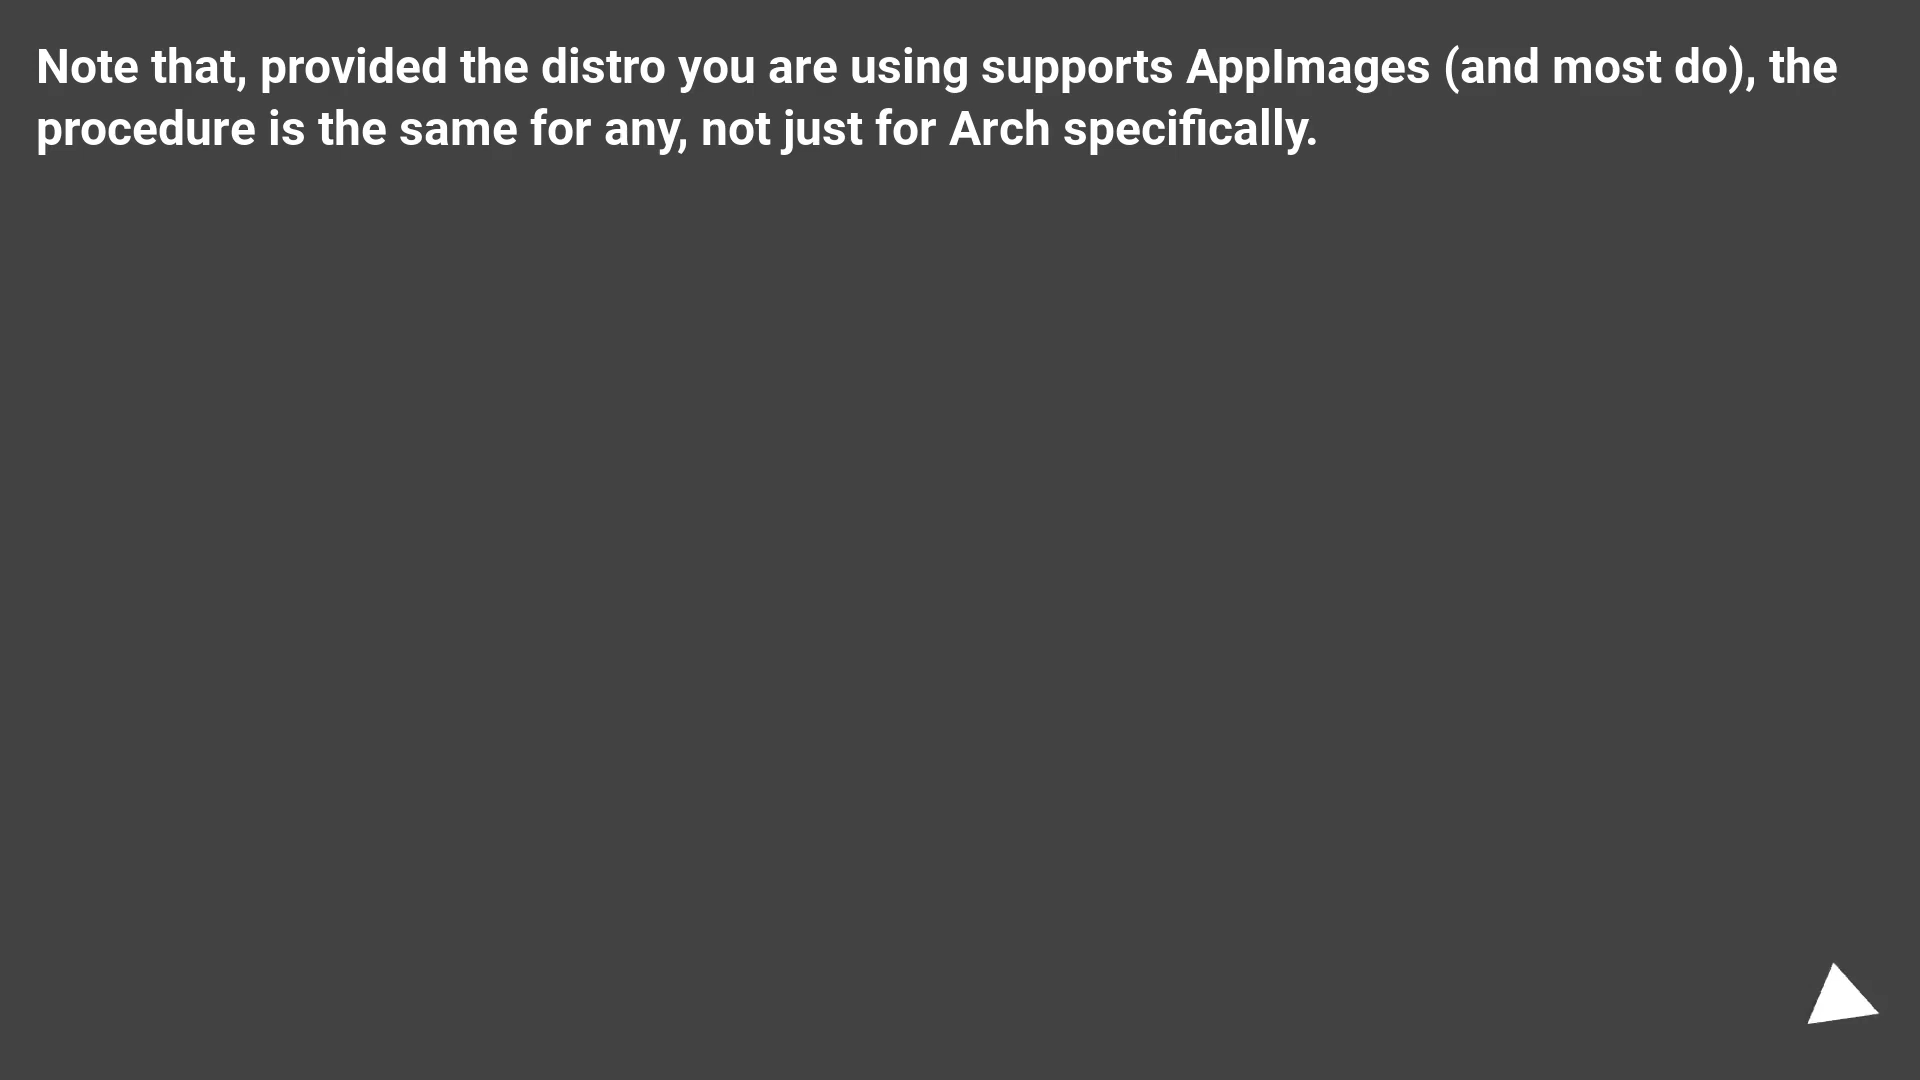 Note that, provided the distro you are using supports AppImages (and most do), the
procedure is the same for any, not just for Arch specifically.